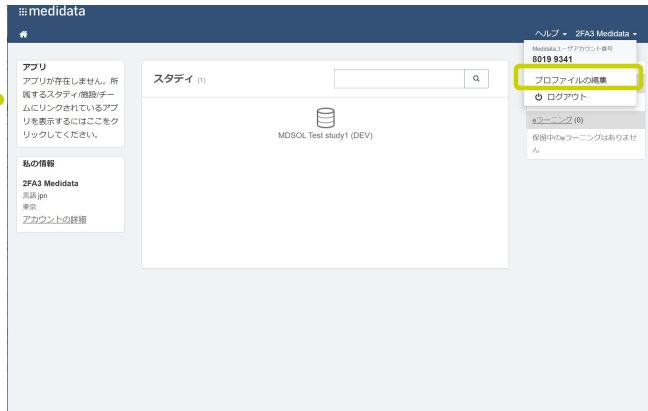 medidata
ヘルプ
2FA3 Medidata
Medidataユーザアカウント番号
8019 9341
プロファイルの編集
ログアウト
アプリ
アプリが存在しません。所
属するスタディ/施設/チー
ムにリンクされているアプ
リを表示するにはここをク
リックしてください。
私の情報
2FA3 Medidata
言語 jpn
東京
アカウントの詳細
スタディ (1)
MDSOL Test study1 (DEV)
eラーニング (0)
保留中のeラーニングはありませ
ん